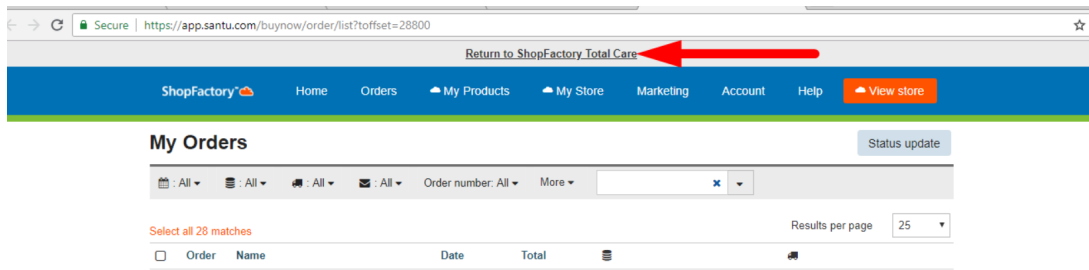 Secure | https://app.santu.com/buynow/order/list?toffset=28800
Return to ShopFactory Total Care
ShopFactory Home Orders My Products My Store Marketing Account Help View store
My Orders Status update
: All : All : All : All Order number: All More x
Select all 28 matches Results per page 25
Order Name Date Total